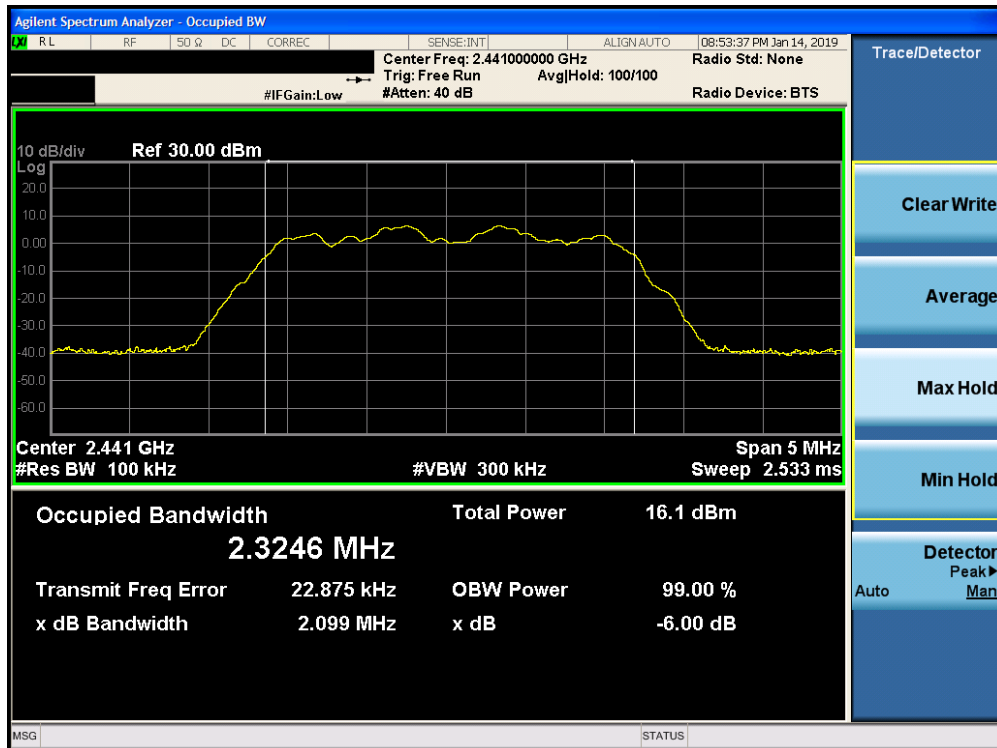 Agilent Spectrum Analyzer - Occupied BW
LXI RL RF 50 Ω DC CORREC SENSE:INT ALIGN AUTO 08:53:37 PM Jan 14, 2019
Center Freq: 2.441000000 GHz Radio Std: None
Trig: Free Run Avg|Hold: 100/100
#IFGain:Low #Atten: 40 dB Radio Device: BTS
Trace/Detector
10 dB/div Ref 30.00 dBm
Log
20.0
10.0
0.00
-10.0
-20.0
-30.0
-40.0
-50.0
-60.0
Center 2.441 GHz Span 5 MHz
#Res BW 100 kHz #VBW 300 kHz Sweep 2.533 ms
Occupied Bandwidth Total Power 16.1 dBm
2.3246 MHz
Transmit Freq Error 22.875 kHz OBW Power 99.00 %
x dB Bandwidth 2.099 MHz x dB -6.00 dB
Clear Write
Average
Max Hold
Min Hold
Detector
Peak▶
Auto Man
MSG STATUS